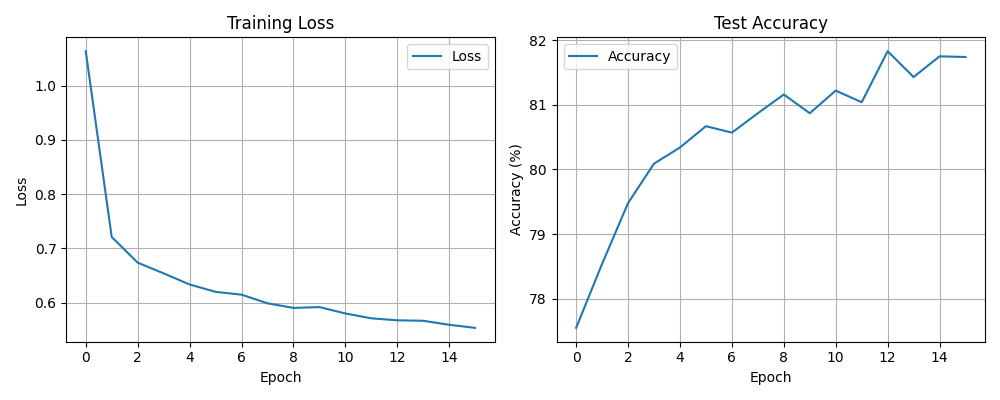 Training Loss
Loss
1.0
0.9
0.8
0.7
0.6
Loss
0 2 4 6 8 10 12 14
Epoch
Test Accuracy
Accuracy
82
81
80
79
78
Accuracy (%)
0 2 4 6 8 10 12 14
Epoch